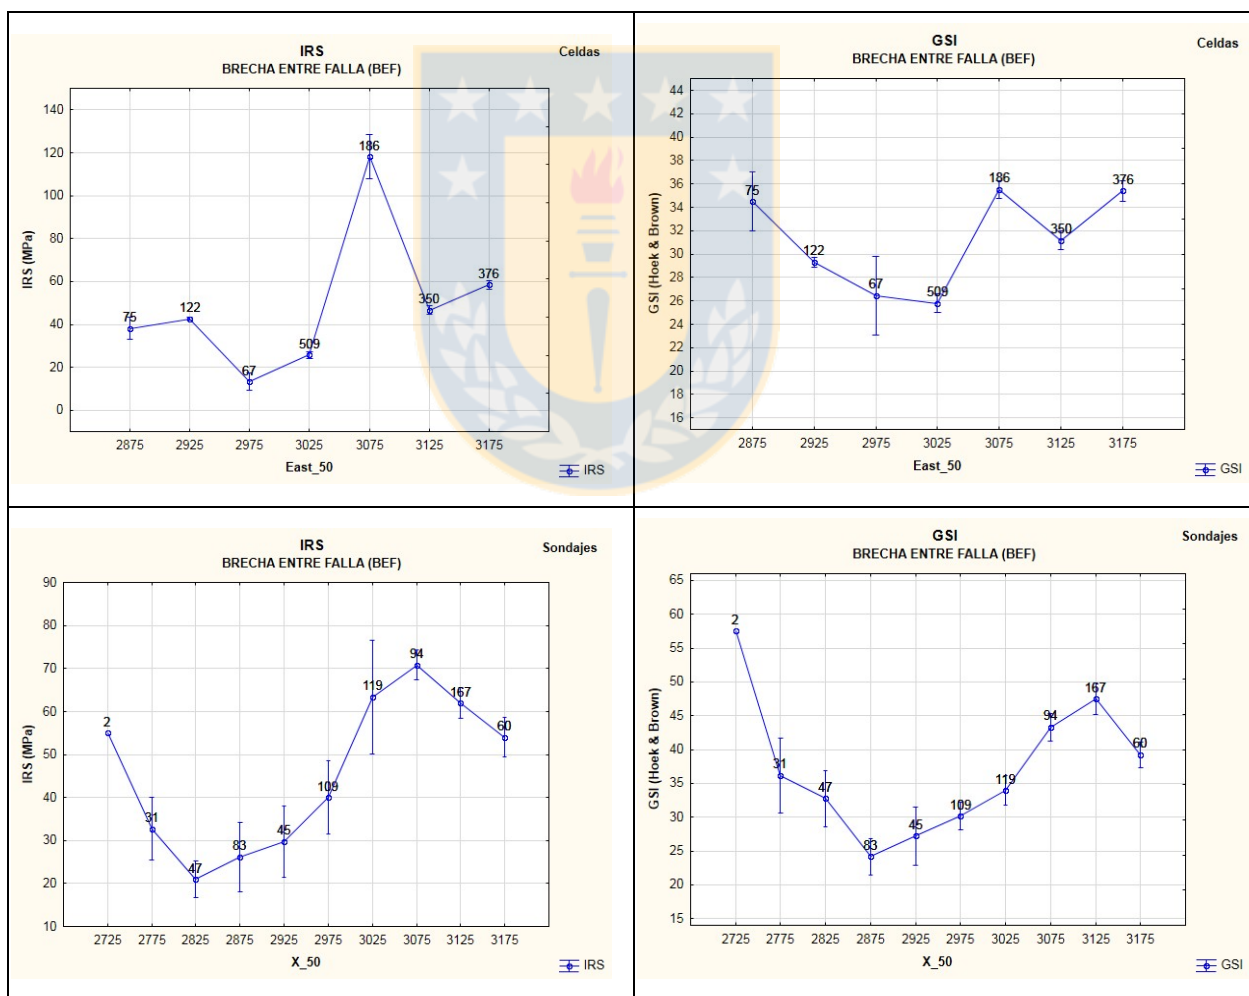 IRS
BRECHA ENTRE FALLA (BEF)
Celdas
IRS (MPa)
140
120
100
80
60
40
20
0
75
122
67
509
186
350
376
2875 2925 2975 3025 3075 3125 3175
East_50
IRS
GSI
BRECHA ENTRE FALLA (BEF)
Celdas
GSI (Hoek & Brown)
44
42
40
38
36
34
32
30
28
26
24
22
20
18
16
75
122
67
509
186
350
376
2875 2925 2975 3025 3075 3125 3175
East_50
GSI
IRS
BRECHA ENTRE FALLA (BEF)
Sondajes
IRS (MPa)
90
80
70
60
50
40
30
20
10
2
31
47
83
45
109
119
94
167
60
2725 2775 2825 2875 2925 2975 3025 3075 3125 3175
X_50
IRS
GSI
BRECHA ENTRE FALLA (BEF)
Sondajes
GSI (Hoek & Brown)
65
60
55
50
45
40
35
30
25
20
15
2
31
47
83
45
109
119
94
167
60
2725 2775 2825 2875 2925 2975 3025 3075 3125 3175
X_50
GSI